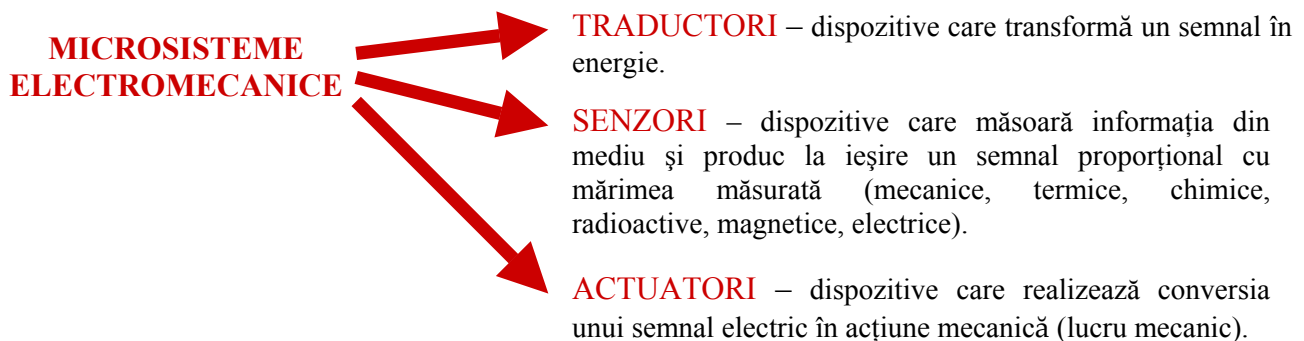 MICROSISTEME
ELECTROMECANICE
TRADUCTORI – dispozitive care transformă un semnal în
energie.
SENZORI – dispozitive care măsoară informația din
mediu şi produc la ieşire un semnal proporțional cu
mărimea măsurată (mecanice, termice, chimice,
radioactive, magnetice, electrice).
ACTUATORI – dispozitive care realizează conversia
unui semnal electric în acțiune mecanică (lucru mecanic).